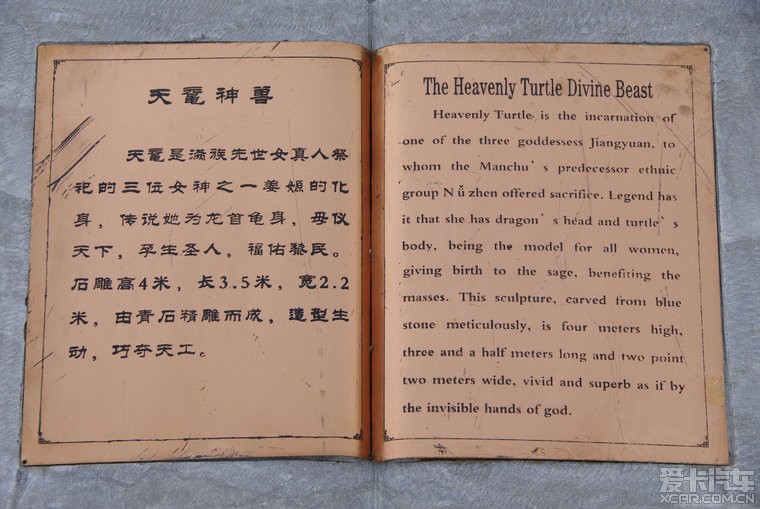 天鼋神兽
天鼋是满族先世女真人祭
祀的三位女神之一姜嫄的化
身，传说她为龙首龟身，母仪
天下，孕生圣人，福佑黎民。
石雕高4米，长3.5米，宽2.2
米，由青石精雕而成，造型生
动，巧夺天工。
The Heavenly Turtle Divine Beast
Heavenly Turtle is the incarnation of
one of the three goddessess Jiangyuan, to
whom the Manchu’s predecessor ethnic
group Nǚzhen offered sacrifice. Legend has
it that she has dragon’s head and turtle’s
body, being the model for all women,
giving birth to the sage, benefiting the
masses. This sculpture, carved from blue
stone meticulously, is four meters high,
three and a half meters long and two point
two meters wide, vivid and superb as if by
the invisible hands of god.
爱卡汽车
XCAR.COM.CN